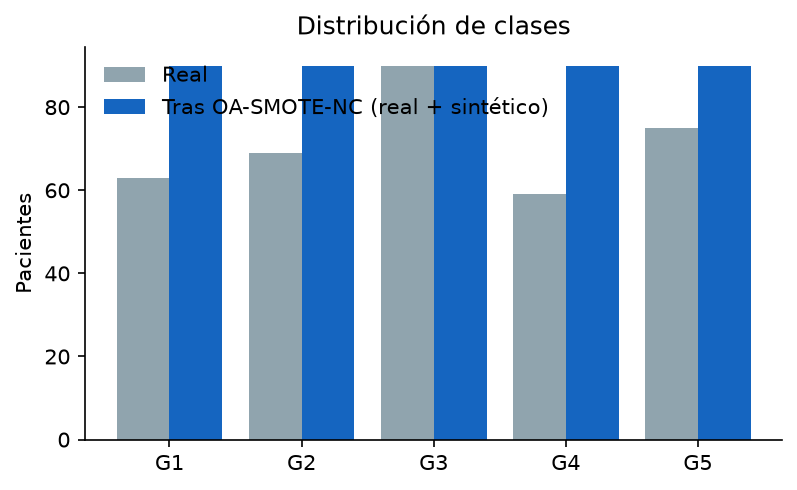 Distribución de clases
Real
Tras OA-SMOTE-NC (real + sintético)
Pacientes
80
60
40
20
0
G1 G2 G3 G4 G5